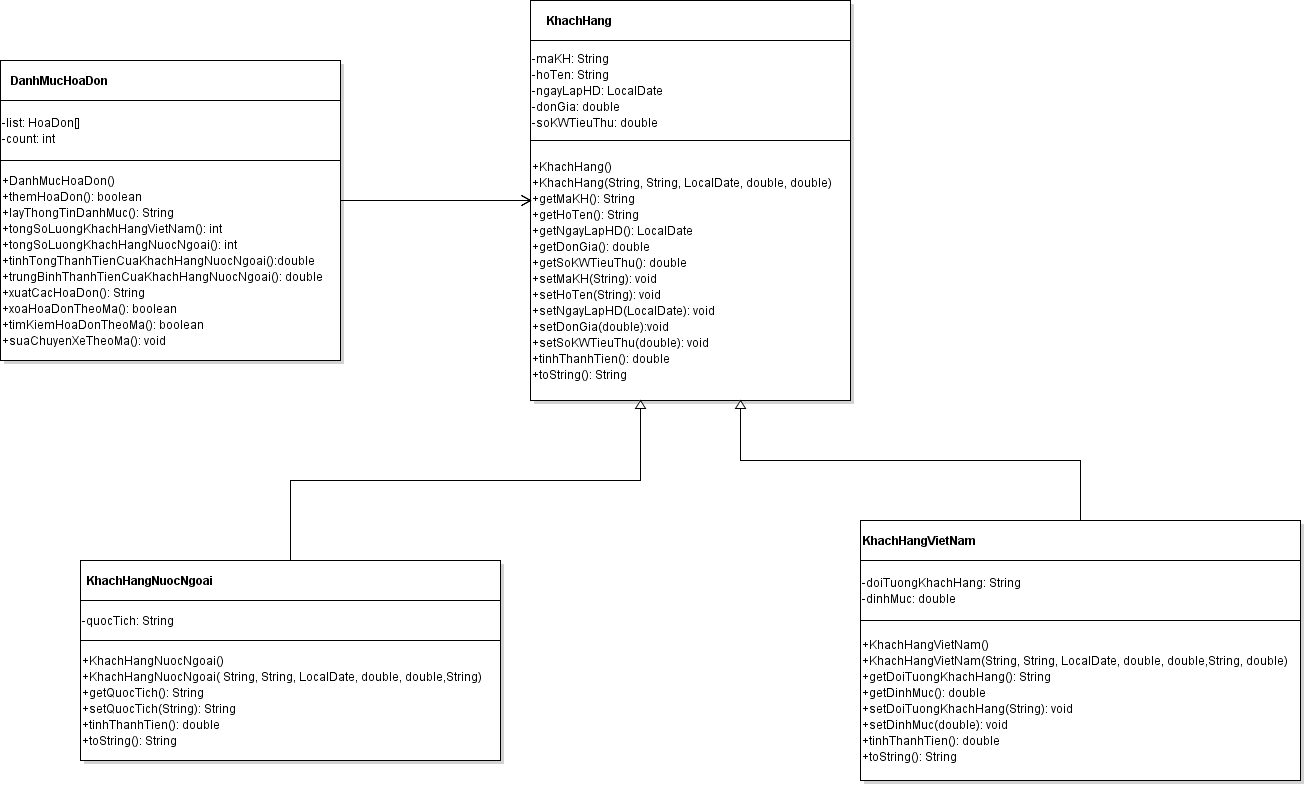 KhachHang
-maKH: String
-hoTen: String
-ngayLapHD: LocalDate
-donGia: double
-soKWTieuThu: double
+KhachHang()
+KhachHang(String, String, LocalDate, double, double)
+getMaKH(): String
+getHoTen(): String
+getNgayLapHD(): LocalDate
+getDonGia(): double
+getSoKWTieuThu(): double
+setMaKH(String): void
+setHoTen(String): void
+setNgayLapHD(LocalDate): void
+setDonGia(double):void
+setSoKWTieuThu(double): void
+tinhThanhTien(): double
+toString(): String
DanhMucHoaDon
-list: HoaDon[]
-count: int
+DanhMucHoaDon()
+themHoaDon(): boolean
+layThongTinDanhMuc(): String
+tongSoLuongKhachHangVietNam(): int
+tongSoLuongKhachHangNuocNgoai(): int
+tinhTongThanhTienCuaKhachHangNuocNgoai():double
+trungBinhThanhTienCuaKhachHangNuocNgoai(): double
+xuatCacHoaDon(): String
+xoaHoaDonTheoMa(): boolean
+timKiemHoaDonTheoMa(): boolean
+suaChuyenXeTheoMa(): void
KhachHangNuocNgoai
-quocTich: String
+KhachHangNuocNgoai()
+KhachHangNuocNgoai( String, String, LocalDate, double, double,String)
+getQuocTich(): String
+setQuocTich(String): String
+tinhThanhTien(): double
+toString(): String
KhachHangVietNam
-doiTuongKhachHang: String
-dinhMuc: double
+KhachHangVietNam()
+KhachHangVietNam(String, String, LocalDate, double, double,String, double)
+getDoiTuongKhachHang(): String
+getDinhMuc(): double
+setDoiTuongKhachHang(String): void
+setDinhMuc(double): void
+tinhThanhTien(): double
+toString(): String